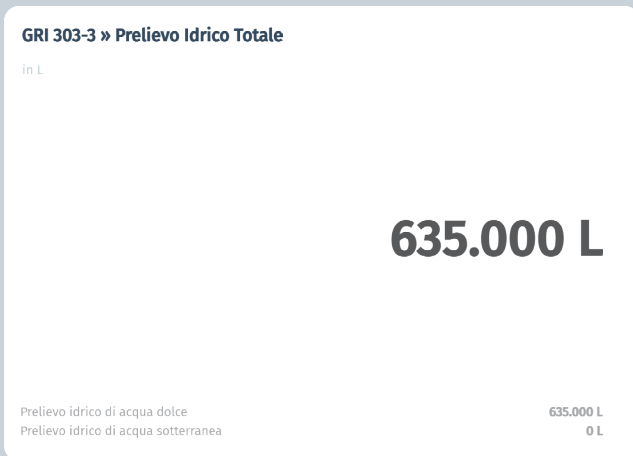 GRI 303-3 » Prelievo Idrico Totale
in L
635.000 L
Prelievo idrico di acqua dolce 635.000 L
Prelievo idrico di acqua sotterranea 0 L